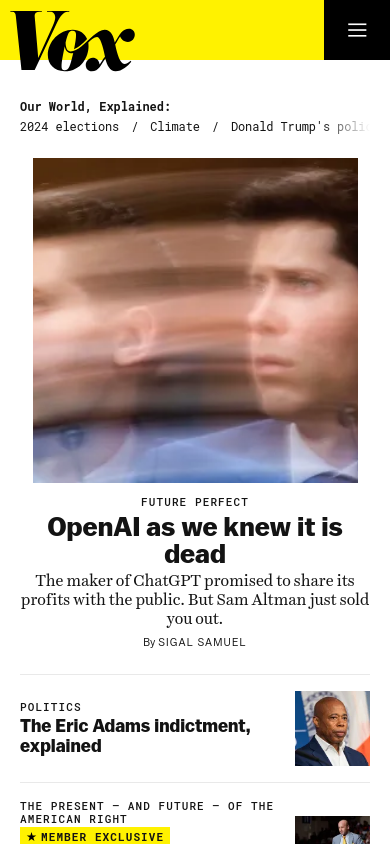 Vox
Our World, Explained:
2024 elections / Climate / Donald Trump's
FUTURE PERFECT
OpenAI as we knew it is
dead
The maker of ChatGPT promised to share its
profits with the public. But Sam Altman just sold
you out.
By SIGAL SAMUEL
POLITICS
The Eric Adams indictment,
explained
THE PRESENT — AND FUTURE — OF THE
AMERICAN RIGHT
★ MEMBER EXCLUSIVE